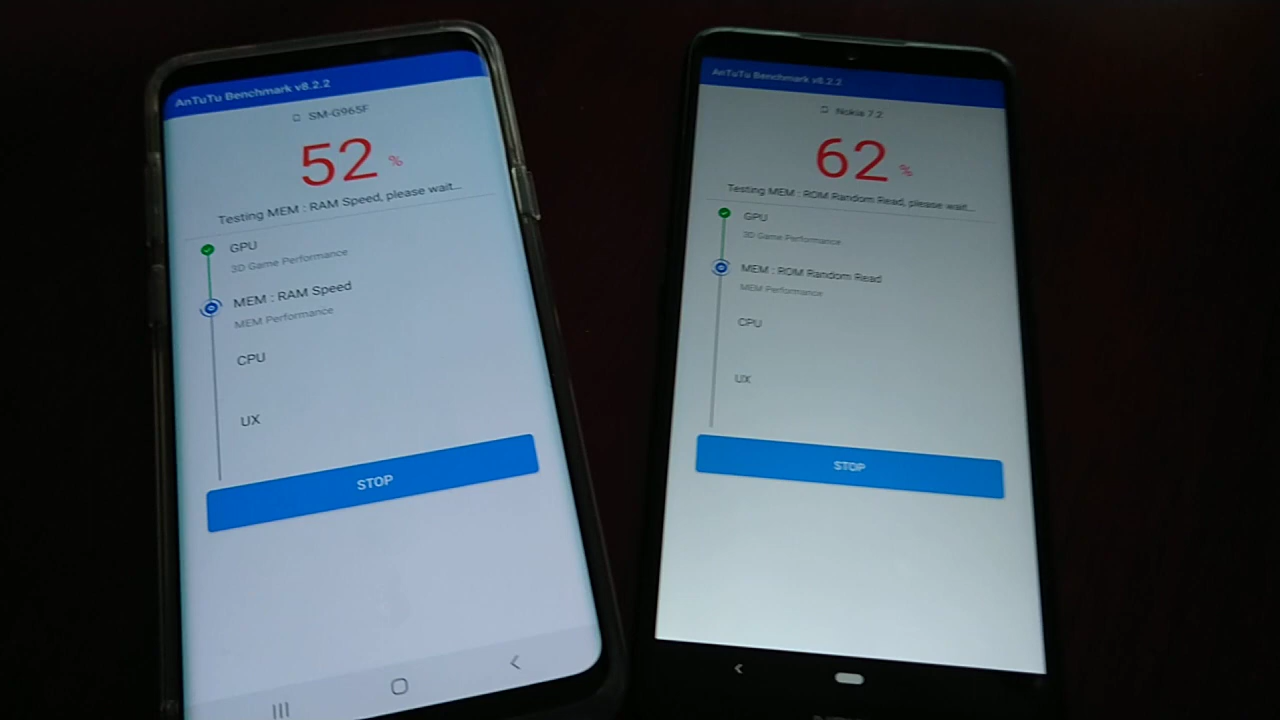 AnTuTu Benchmark v8.2.2
SM-G965F
52 %
Testing MEM : RAM Speed, please wait...
GPU
3D Game Performance
MEM : RAM Speed
MEM Performance
CPU
UX
STOP
AnTuTu Benchmark v8.2.2
Nokia 7.2
62 %
Testing MEM : ROM Random Read, please wait...
GPU
3D Game Performance
MEM : ROM Random Read
MEM Performance
CPU
UX
STOP